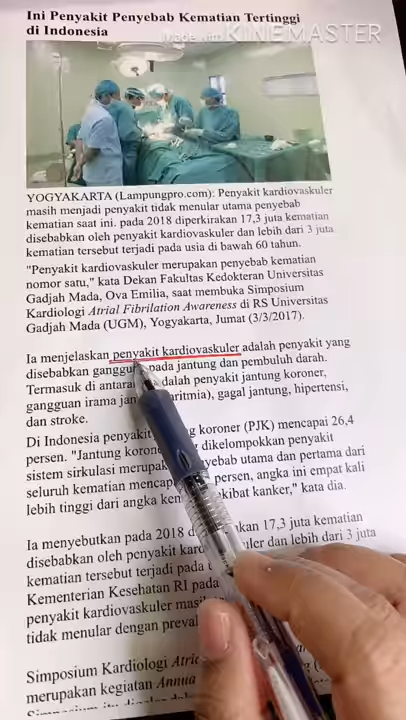 Ini Penyakit Penyebab Kematian Tertinggi
di Indonesia
Made with KINEMASTER
YOGYAKARTA (Lampungpro.com): Penyakit kardiovaskuler
masih menjadi penyakit tidak menular utama penyebab
kematian saat ini. pada 2018 diperkirakan 17,3 juta kematian
disebabkan oleh penyakit kardiovaskuler dan lebih dari 3 juta
kematian tersebut terjadi pada usia di bawah 60 tahun.
"Penyakit kardiovaskuler merupakan penyebab kematian
nomor satu," kata Dekan Fakultas Kedokteran Universitas
Gadjah Mada, Ova Emilia, saat membuka Simposium
Kardiologi Atrial Fibrilation Awareness di RS Universitas
Gadjah Mada (UGM), Yogyakarta, Jumat (3/3/2017).
Ia menjelaskan penyakit kardiovaskuler adalah penyakit yang
disebabkan pada jantung dan pembuluh darah.
Termasuk di penyakit jantung koroner,
gangguan irama gagal jantung, hipertensi,
dan stroke.
Di Indonesia koroner (PJK) mencapai 26,4
persen. "Jantung dikelompokkan penyakit
sistem sirkulasi utama dan pertama dari
seluruh kematian persen, angka ini empat kali
lebih tinggi dari angka kanker," kata dia.
Ia menyebutkan pada 2018 17,3 juta kematian
disebabkan oleh penyakit dan lebih dari 3 juta
kematian tersebut terjadi pada
Kementerian Kesehatan RI pada
penyakit kardiovaskuler
tidak menular dengan
Simposium Kardiologi
merupakan kegiatan